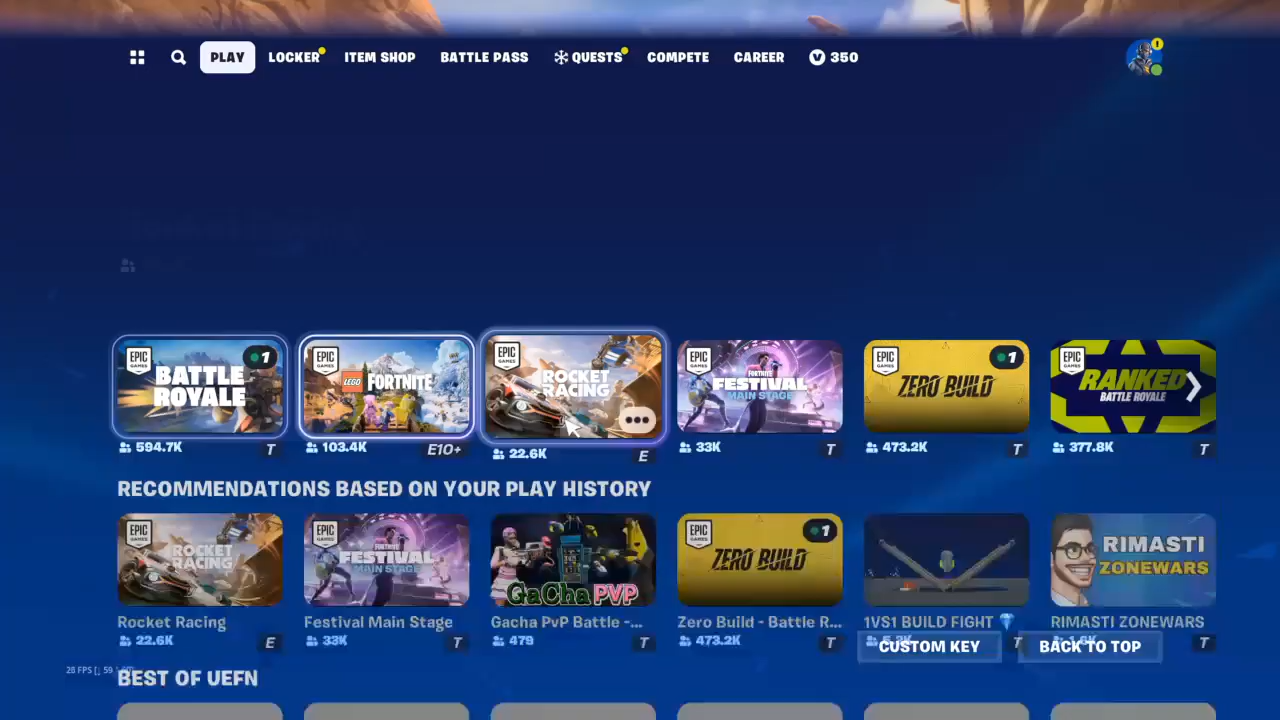 PLAY LOCKER ITEM SHOP BATTLE PASS QUESTS COMPETE CAREER V 350
EPIC GAMES BATTLE ROYALE 1
EPIC GAMES LEGO FORTNITE
EPIC GAMES ROCKET RACING
EPIC GAMES FORTNITE FESTIVAL MAIN STAGE
EPIC GAMES ZERO BUILD 1
EPIC GAMES RANKED BATTLE ROYALE
594.7K T
103.4K E10+
22.6K E
33K T
473.2K T
377.8K T
RECOMMENDATIONS BASED ON YOUR PLAY HISTORY
EPIC GAMES ROCKET RACING
EPIC GAMES FORTNITE FESTIVAL MAIN STAGE
GaCha PVP
EPIC GAMES ZERO BUILD 1
RIMASTI
ZONEWARS
Rocket Racing
22.6K E
Festival Main Stage
33K T
Gacha PvP Battle -...
479 T
Zero Build - Battle R...
473.2K T
1VS1 BUILD FIGHT 💎
T
RIMASTI ZONEWARS
T
CUSTOM KEY
BACK TO TOP
28 FPS
BEST OF UEFN